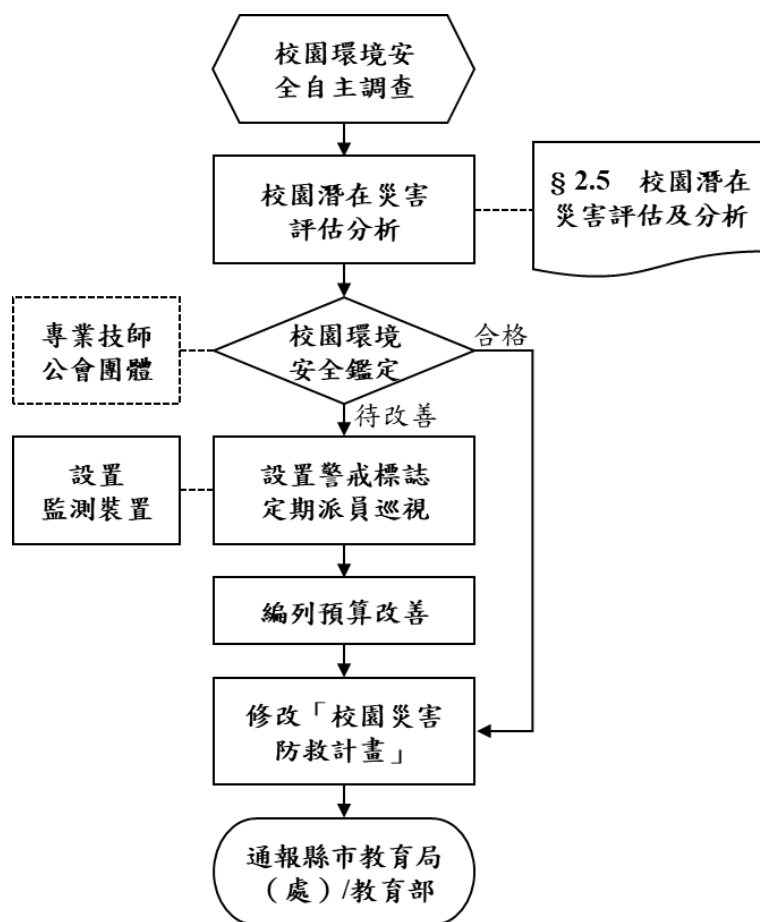 校園環境安
全自主調查
校園潛在災害
評估分析
§ 2.5 校園潛在
災害評估及分析
專業技師
公會團體
校園環境
安全鑑定
合格
待改善
設置
監測裝置
設置警戒標誌
定期派員巡視
編列預算改善
修改「校園災害
防救計畫」
通報縣市教育局
（處）/教育部